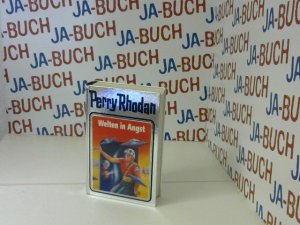 JA-BUCH
Perry Rhodan
Welten in Angst